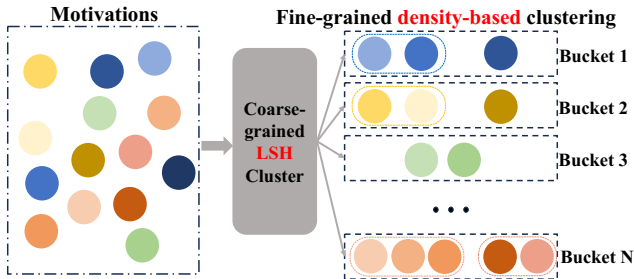 Motivations
Fine-grained density-based clustering
Coarse-
grained
LSH
Cluster
Bucket 1
Bucket 2
Bucket 3
• • •
Bucket N